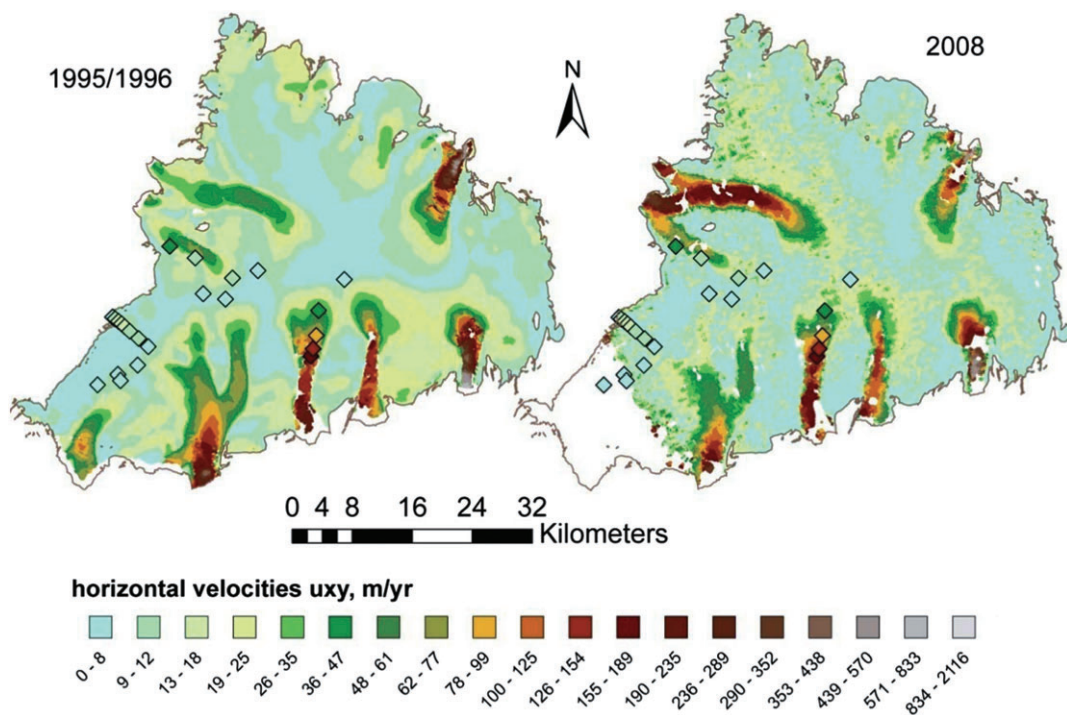 1995/1996
N
2008
0 4 8 16 24 32
Kilometers
horizontal velocities uxy, m/yr
0 - 8
9 - 12
13 - 18
19 - 25
26 - 35
36 - 47
48 - 61
62 - 77
78 - 99
100 - 125
126 - 154
155 - 189
190 - 235
236 - 289
290 - 352
353 - 438
439 - 570
571 - 833
834 - 2116